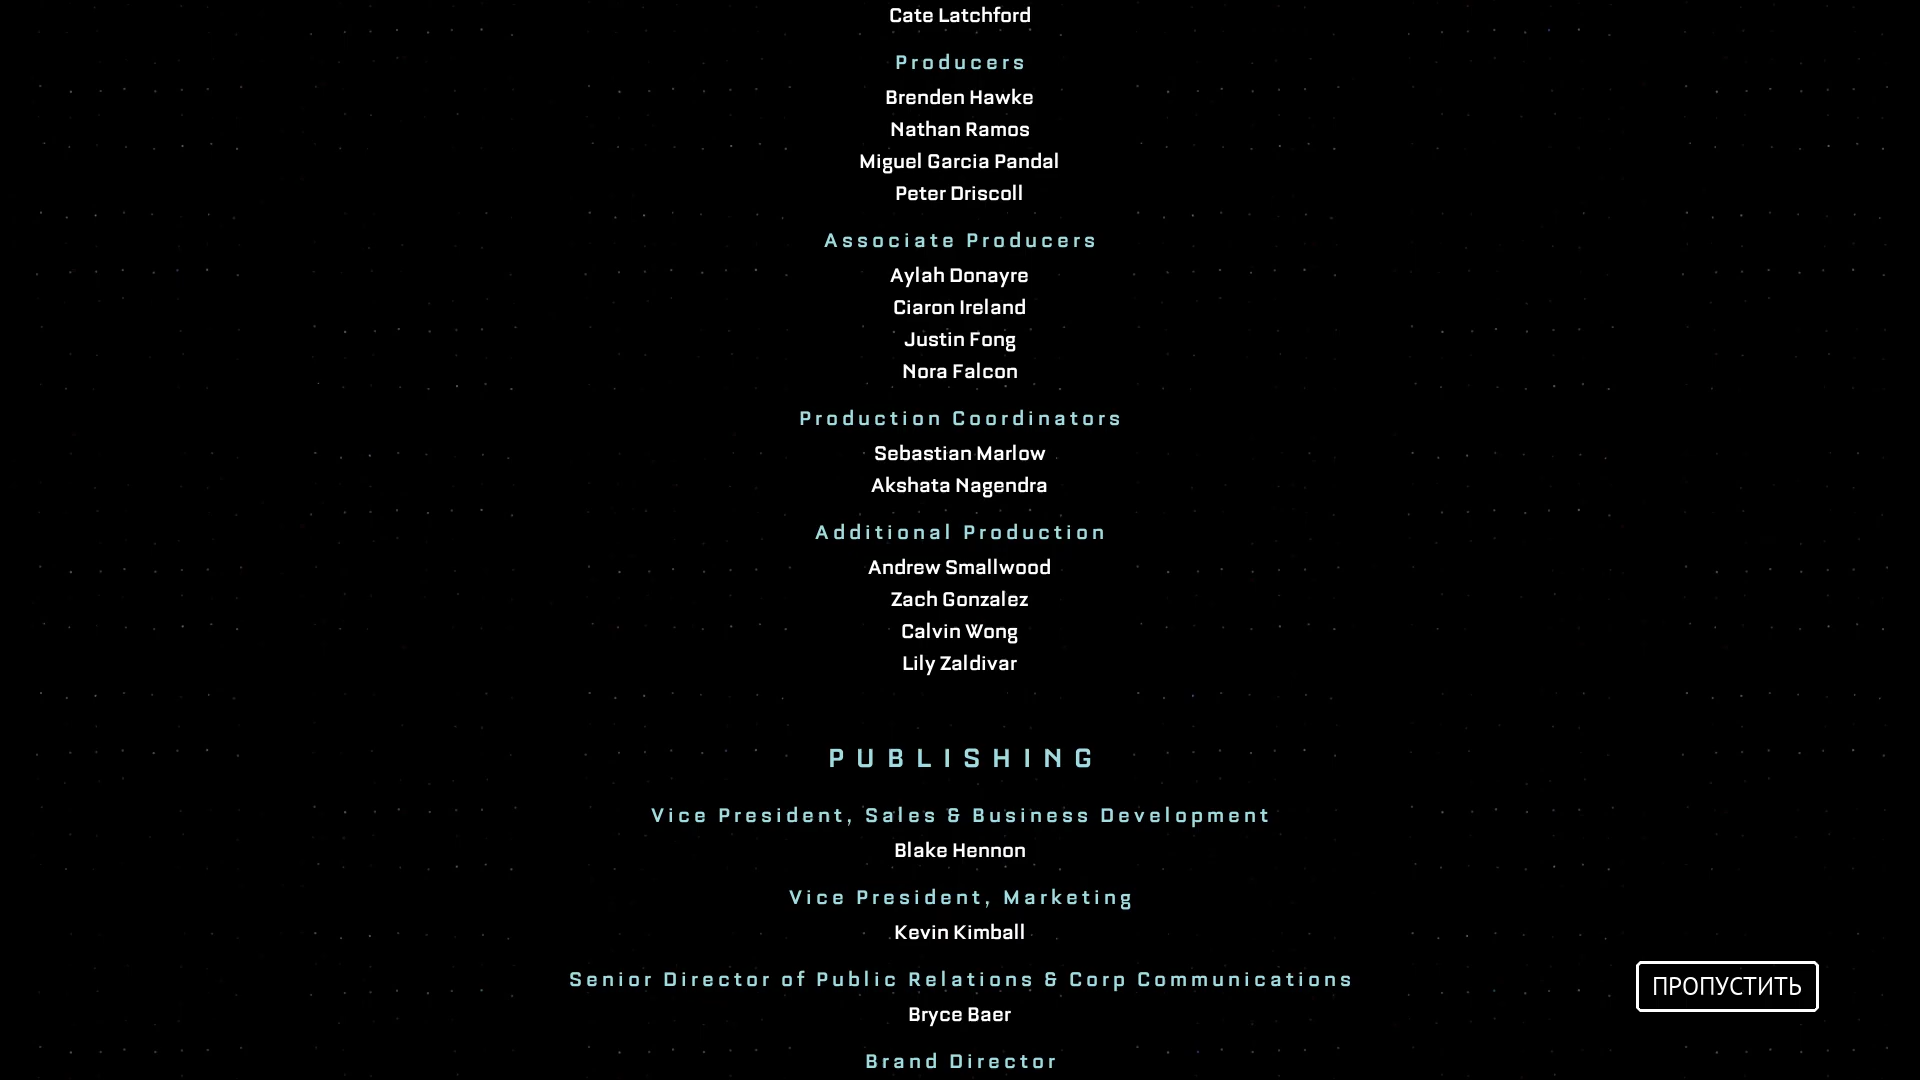 Cate Latchford
Producers
Brenden Hawke
Nathan Ramos
Miguel Garcia Pandal
Peter Driscoll
Associate Producers
Aylah Donayre
Ciaron Ireland
Justin Fong
Nora Falcon
Production Coordinators
Sebastian Marlow
Akshata Nagendra
Additional Production
Andrew Smallwood
Zach Gonzalez
Calvin Wong
Lily Zaldivar
PUBLISHING
Vice President, Sales & Business Development
Blake Hennon
Vice President, Marketing
Kevin Kimball
Senior Director of Public Relations & Corp Communications
ПРОПУСТИТЬ
Bryce Baer
Brand Director